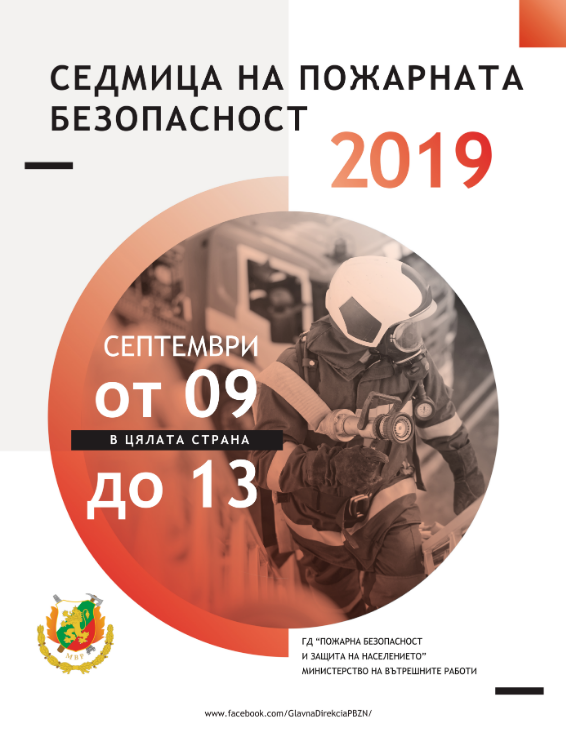 СЕДМИЦА НА ПОЖАРНАТА
БЕЗОПАСНОСТ
2019
СЕПТЕМВРИ
от 09
В ЦЯЛАТА СТРАНА
до 13
МВР
ГД "ПОЖАРНА БЕЗОПАСНОСТ
И ЗАЩИТА НА НАСЕЛЕНИЕТО"
МИНИСТЕРСТВО НА ВЪТРЕШНИТЕ РАБОТИ
www.facebook.com/GlavnaDirekciaPBZN/